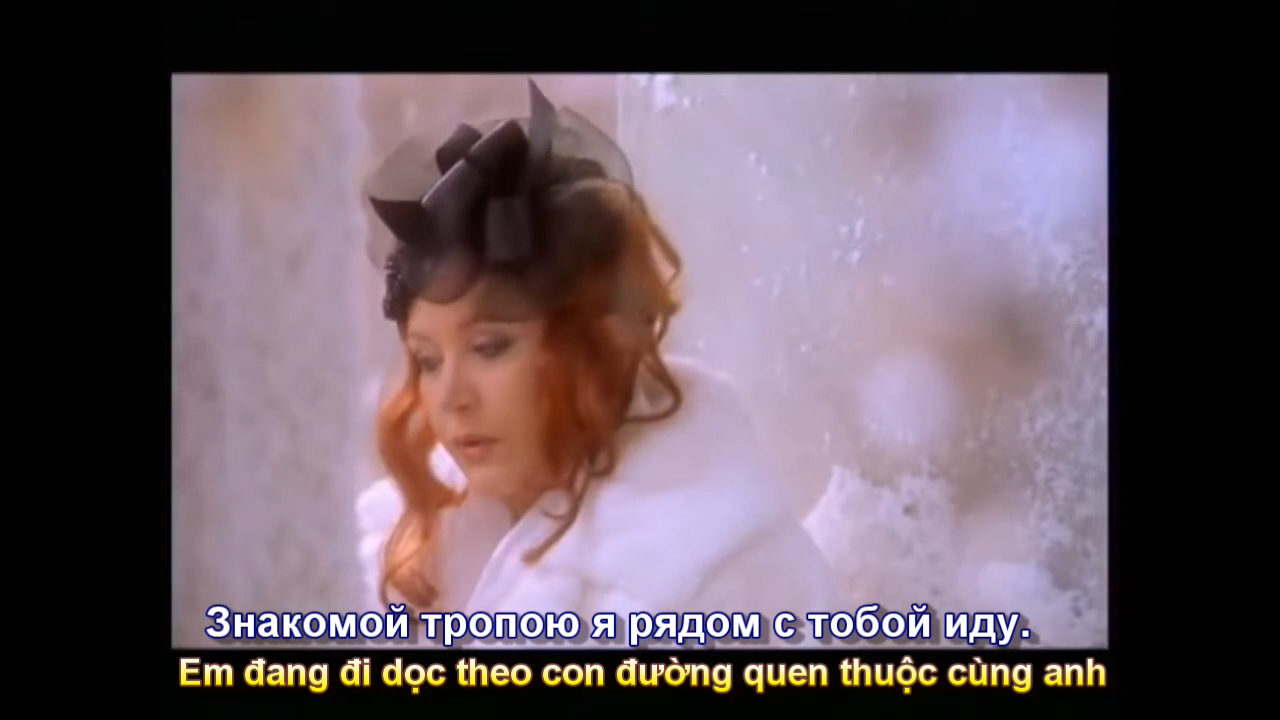 Знакомой тропою я рядом с тобой иду.
Em đang đi dọc theo con đường quen thuộc cùng anh